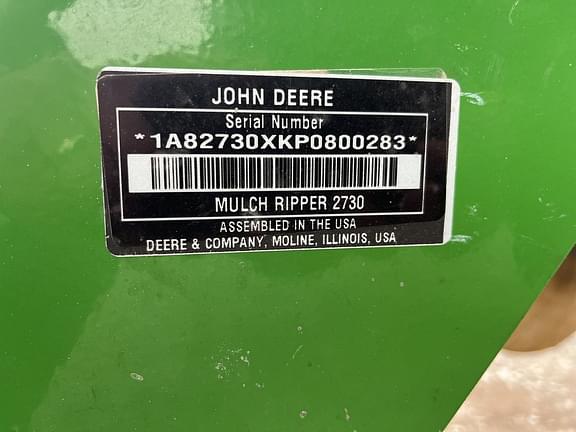 JOHN DEERE
Serial Number
*1A82730XKP0800283*
MULCH RIPPER 2730
ASSEMBLED IN THE USA
DEERE & COMPANY, MOLINE, ILLINOIS, USA